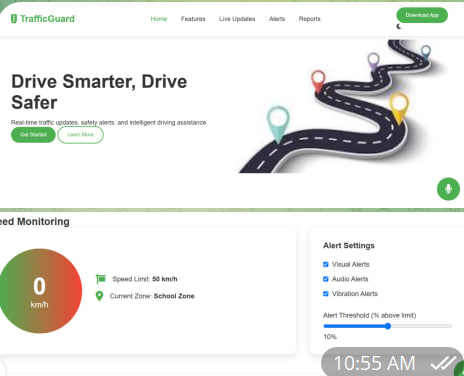 TrafficGuard
Home Features Live Updates Alerts Reports
Download App
Drive Smarter, Drive
Safer
Real-time traffic updates, safety alerts, and intelligent driving assistance
Get Started Learn More
eed Monitoring
0
km/h
Speed Limit: 50 km/h
Current Zone: School Zone
Alert Settings
Visual Alerts
Audio Alerts
Vibration Alerts
Alert Threshold (% above limit)
10%
10:55 AM